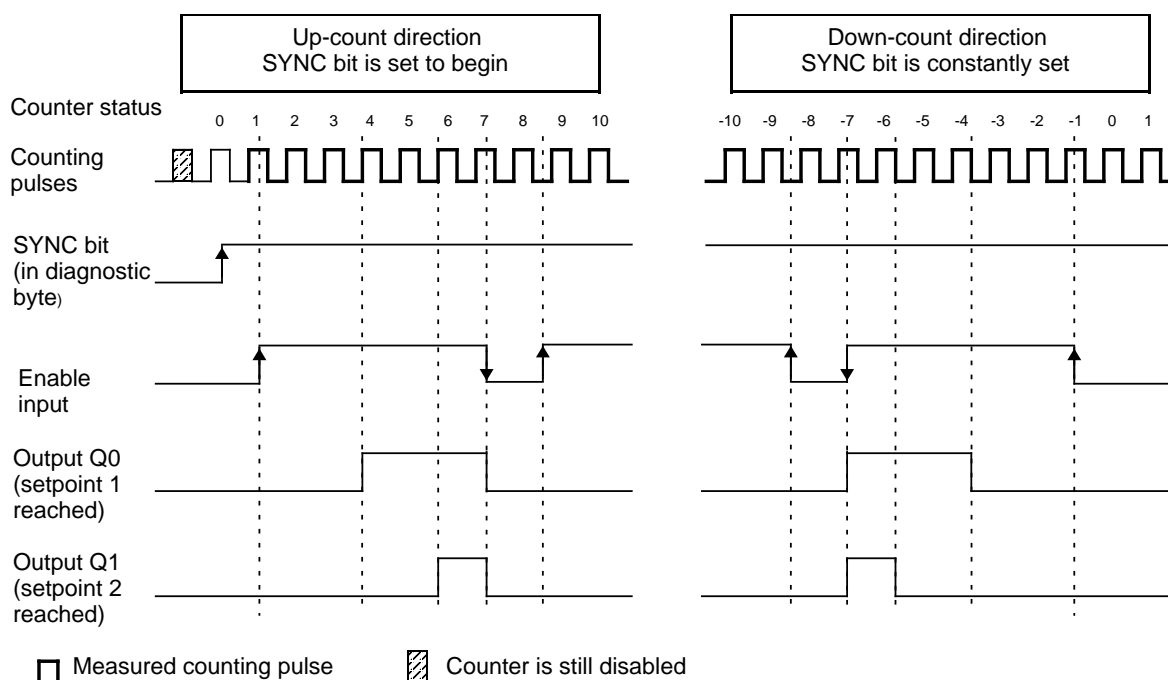 Up-count direction
SYNC bit is set to begin
Down-count direction
SYNC bit is constantly set
Counter status
0 1 2 3 4 5 6 7 8 9 10
-10 -9 -8 -7 -6 -5 -4 -3 -2 -1 0 1
Counting
pulses
SYNC bit
(in diagnostic
byte)
Enable
input
Output Q0
(setpoint 1
reached)
Output Q1
(setpoint 2
reached)
Measured counting pulse
Counter is still disabled